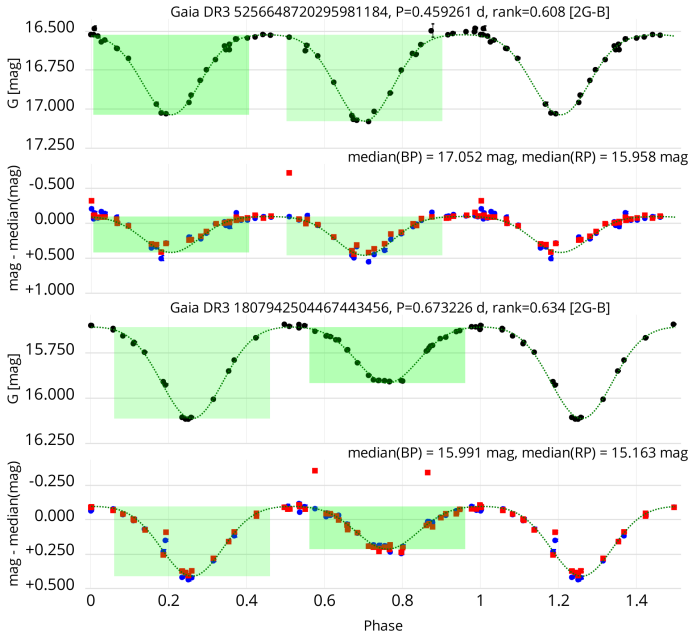 Gaia DR3 5256648720295981184, P=0.459261 d, rank=0.608 [2G-B]
16.500
16.750
17.000
17.250
G [mag]
median(BP) = 17.052 mag, median(RP) = 15.958 mag
-0.500
0.000
+0.500
+1.000
mag - median(mag)
Gaia DR3 1807942504467443456, P=0.673226 d, rank=0.634 [2G-B]
15.750
16.000
16.250
G [mag]
median(BP) = 15.991 mag, median(RP) = 15.163 mag
-0.250
0.000
+0.250
+0.500
mag - median(mag)
0 0.2 0.4 0.6 0.8 1 1.2 1.4
Phase